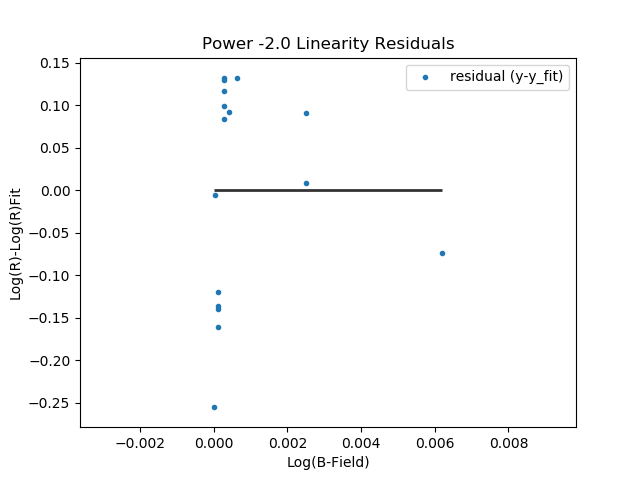 Power -2.0 Linearity Residuals
residual (y-y_fit)
0.15
0.10
0.05
0.00
−0.05
−0.10
−0.15
−0.20
−0.25
Log(R)-Log(R)Fit
−0.002 0.000 0.002 0.004 0.006 0.008
Log(B-Field)